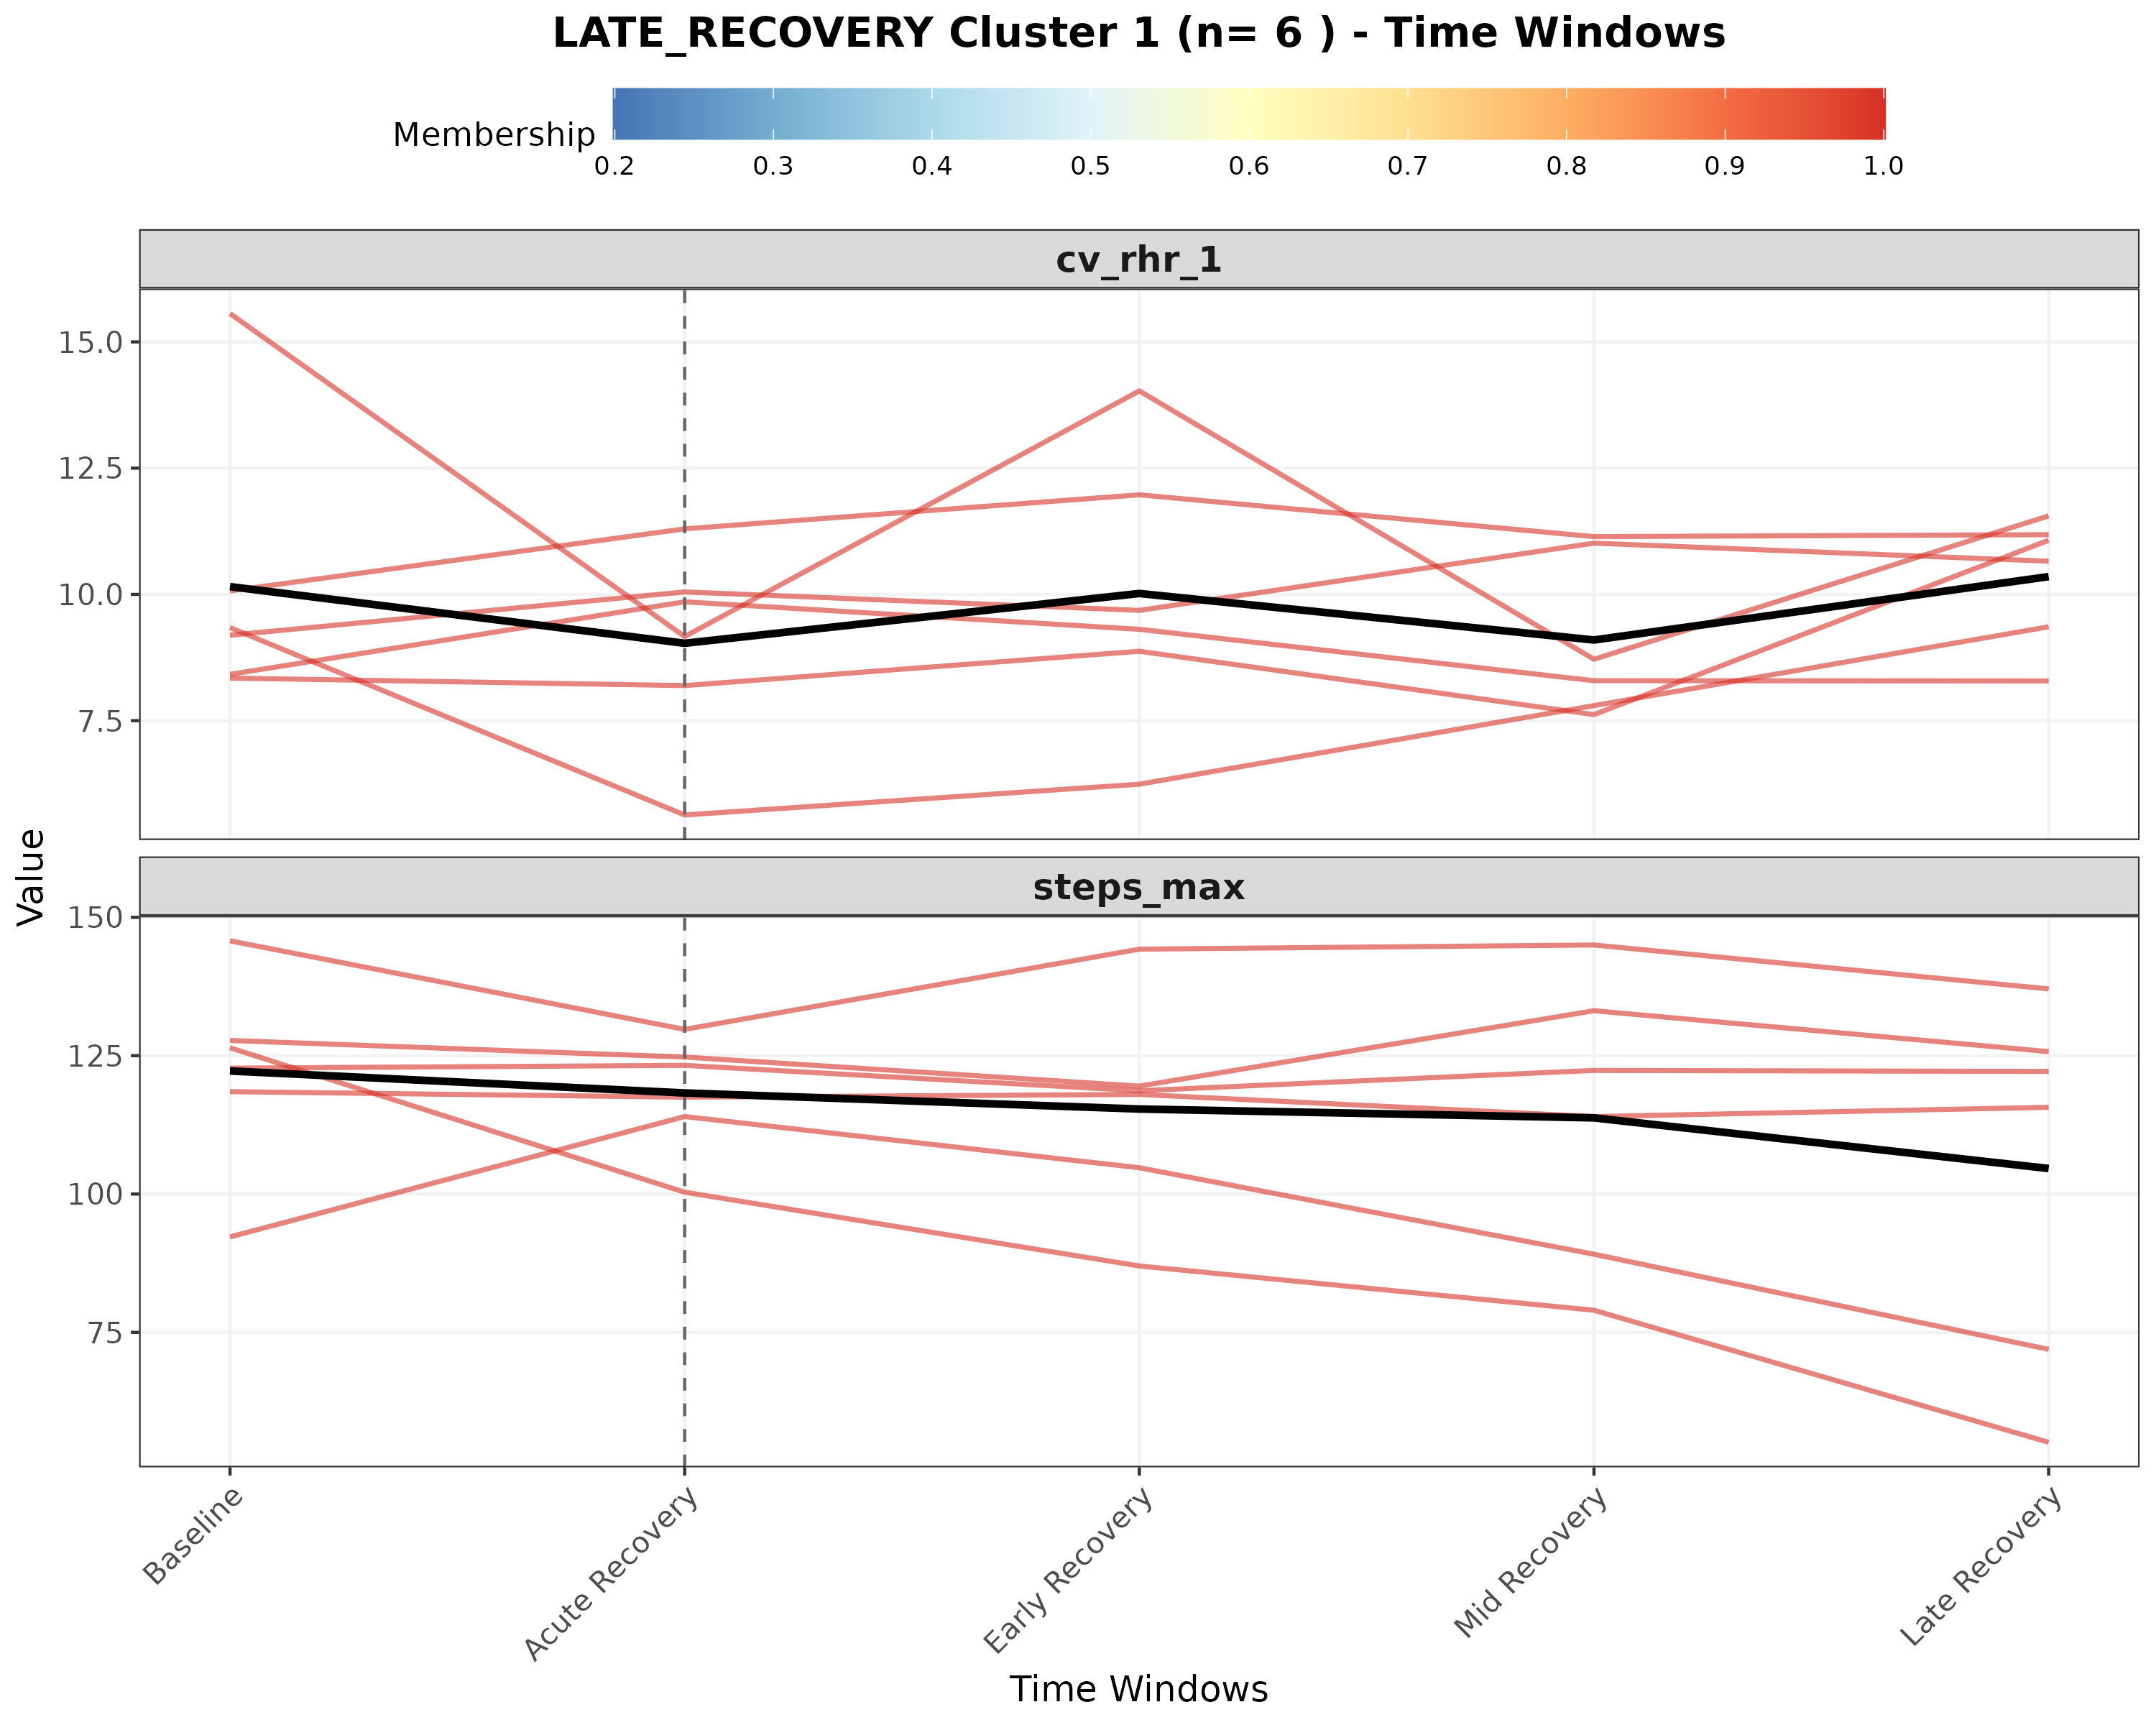 LATE_RECOVERY Cluster 1 (n= 6 ) - Time Windows
Membership
0.2 0.3 0.4 0.5 0.6 0.7 0.8 0.9 1.0
cv_rhr_1
15.0
12.5
10.0
7.5
Value
steps_max
150
125
100
75
Baseline
Acute Recovery
Early Recovery
Mid Recovery
Late Recovery
Time Windows